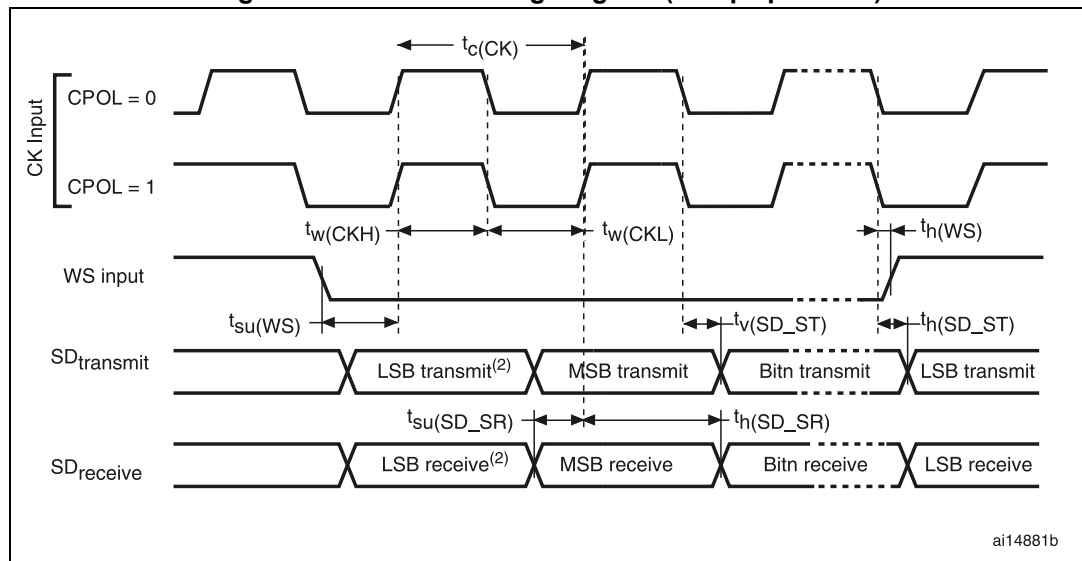 tc(CK)
CK Input
CPOL = 0
CPOL = 1
tw(CKH)
tw(CKL)
th(WS)
WS input
tsu(WS)
tv(SD_ST)
th(SD_ST)
SDtransmit
LSB transmit(2)
MSB transmit
Bitn transmit
LSB transmit
tsu(SD_SR)
th(SD_SR)
SDreceive
LSB receive(2)
MSB receive
Bitn receive
LSB receive
ai14881b